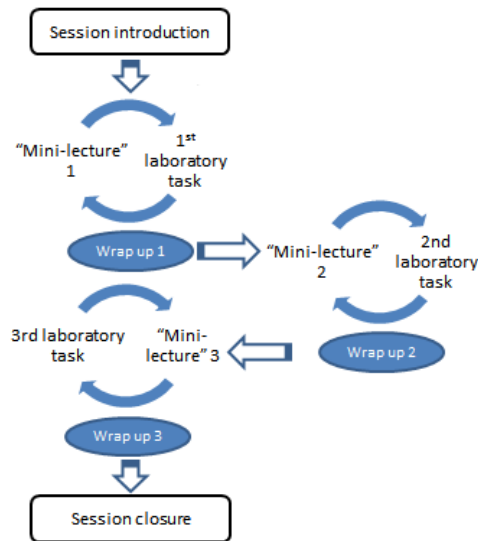 Session introduction
“Mini-lecture”
1
1st
laboratory
task
Wrap up 1
“Mini-lecture”
2
2nd
laboratory
task
3rd laboratory
task
“Mini-
lecture” 3
Wrap up 2
Wrap up 3
Session closure